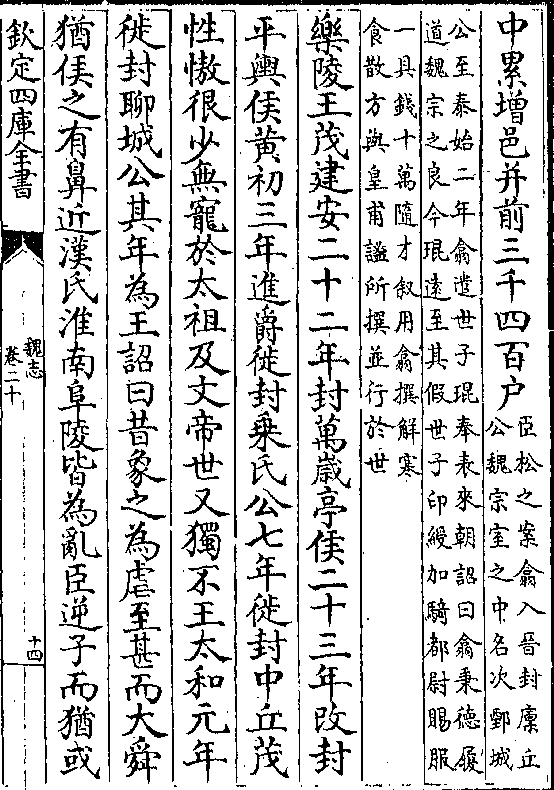 中累增邑并前三千四百戶臣松之案翕入晉封廩丘
公魏宗室之中名次鄄城
公至泰始二年翕遣世子琨奉表來朝詔曰翕秉德履
道魏宗之良今琨逺至其假世子印綬加騎都尉賜服
一具錢十萬隨才叙用翕撰解寒
食散方與皇甫謐所撰並行於世
樂陵王茂建安二十二年封萬歲亭侯二十三年改封
平輿侯黄初三年進爵徙封乗氏公七年徙封中丘茂
性慠很少無寵於太祖及文帝世又獨不王太和元年
徙封聊城公其年為王詔曰昔象之為虐至甚而大舜
猶侯之有鼻近漢氏淮南阜陵皆為亂臣逆子而猶或
欽定四庫全書
魏志
卷二十
十四